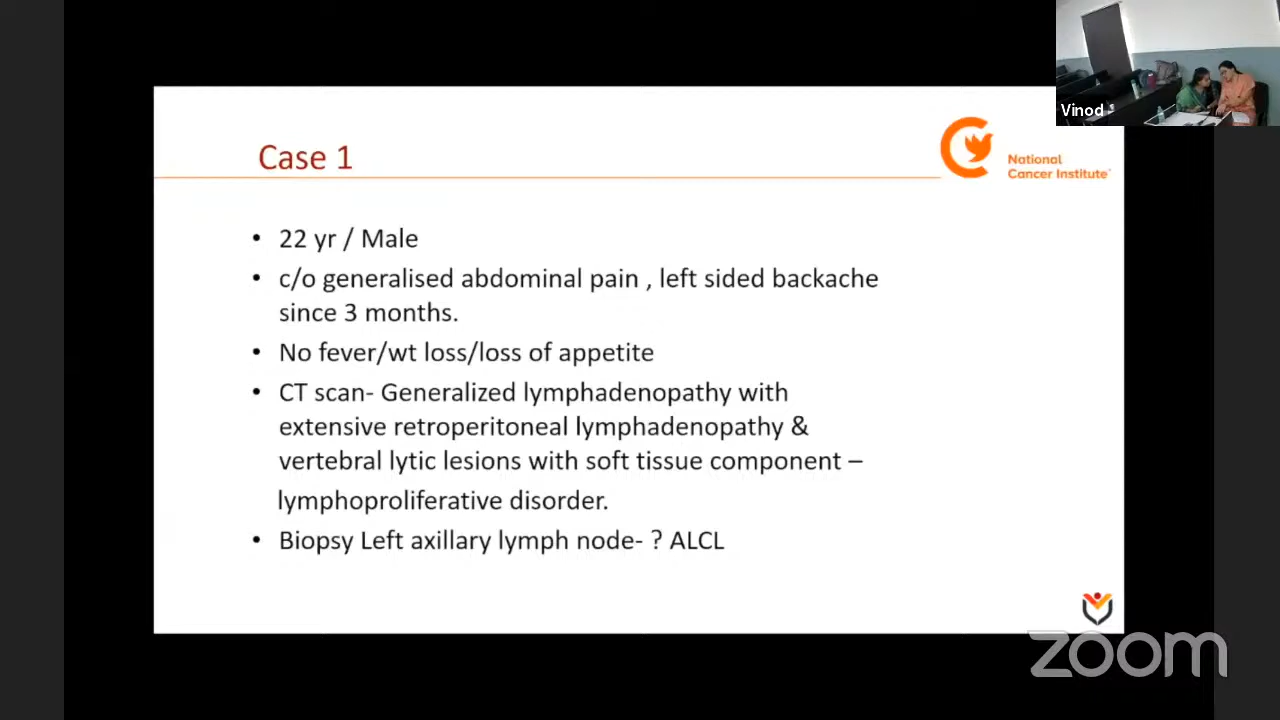 Vinod
Case 1
National
Cancer Institute
• 22 yr / Male
• c/o generalised abdominal pain , left sided backache
since 3 months.
• No fever/wt loss/loss of appetite
• CT scan- Generalized lymphadenopathy with
extensive retroperitoneal lymphadenopathy &
vertebral lytic lesions with soft tissue component –
lymphoproliferative disorder.
• Biopsy Left axillary lymph node- ? ALCL
zoom